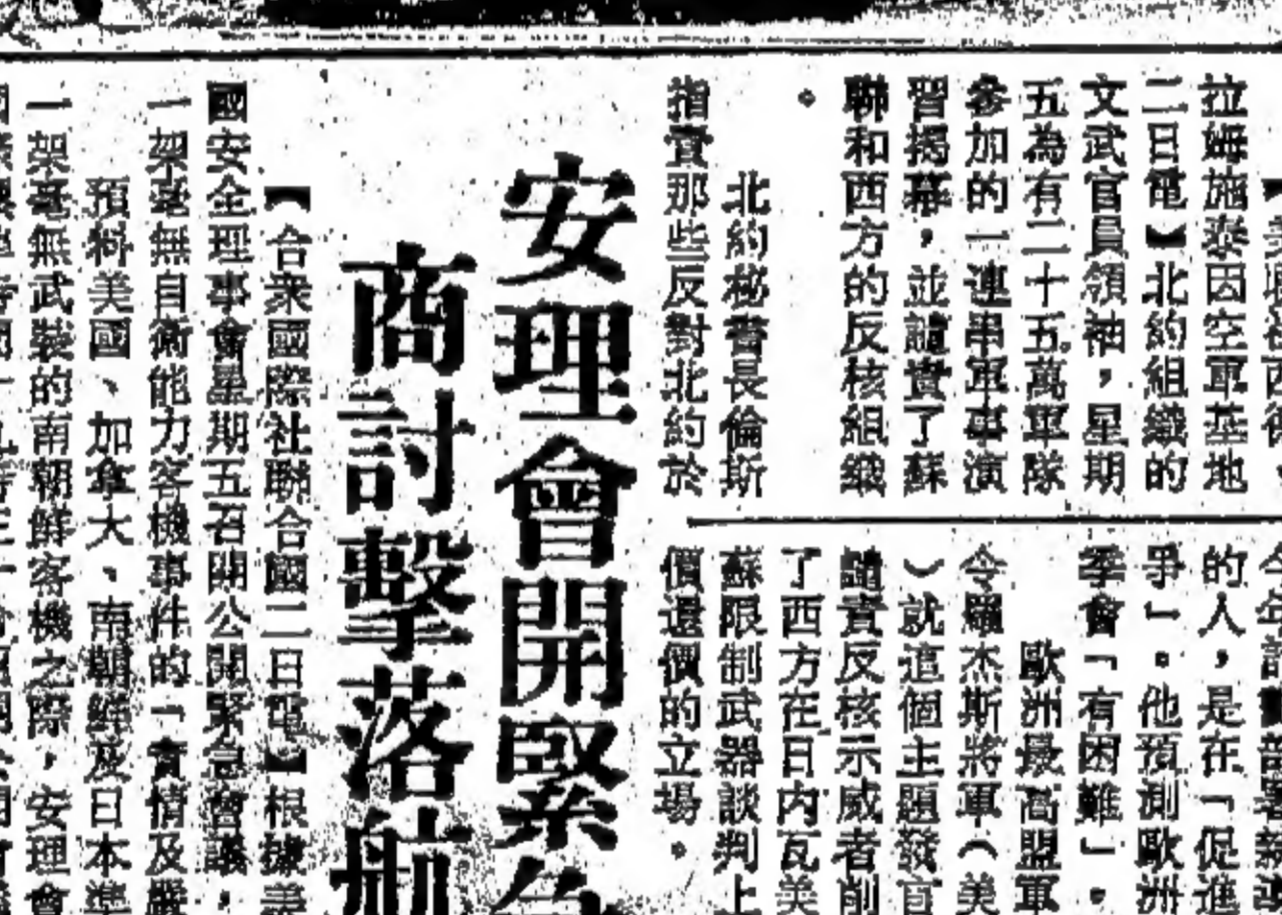 拉姆施泰因空軍基地
二日電】北約組織的
文武官員領袖，星期
五為有二十五萬軍隊
參加的一連串軍事演
習揭幕，並譴責了蘇
聯和西方的反核組織
。
北約秘書長倫斯
指責那些反對北約於
的人，是在「促進
爭」。他預測歐洲
季會「有困難」。
歐洲最高盟軍
令羅杰斯將軍（美
）就這個主題發言
譴責反核示威者削
了西方在日内瓦美
蘇限制武器談判上
價還價的立場。
安理會開緊急
商討擊落航
【合衆國際社聯合國二日電】根據美
國安全理事會星期五召開公開緊急會議，
一架毫無自衛能力客機事件的「實情及嚴
預料美國、加拿大、南朝鮮及日本準
一架毫無武裝的南朝鮮客機之際，安理會